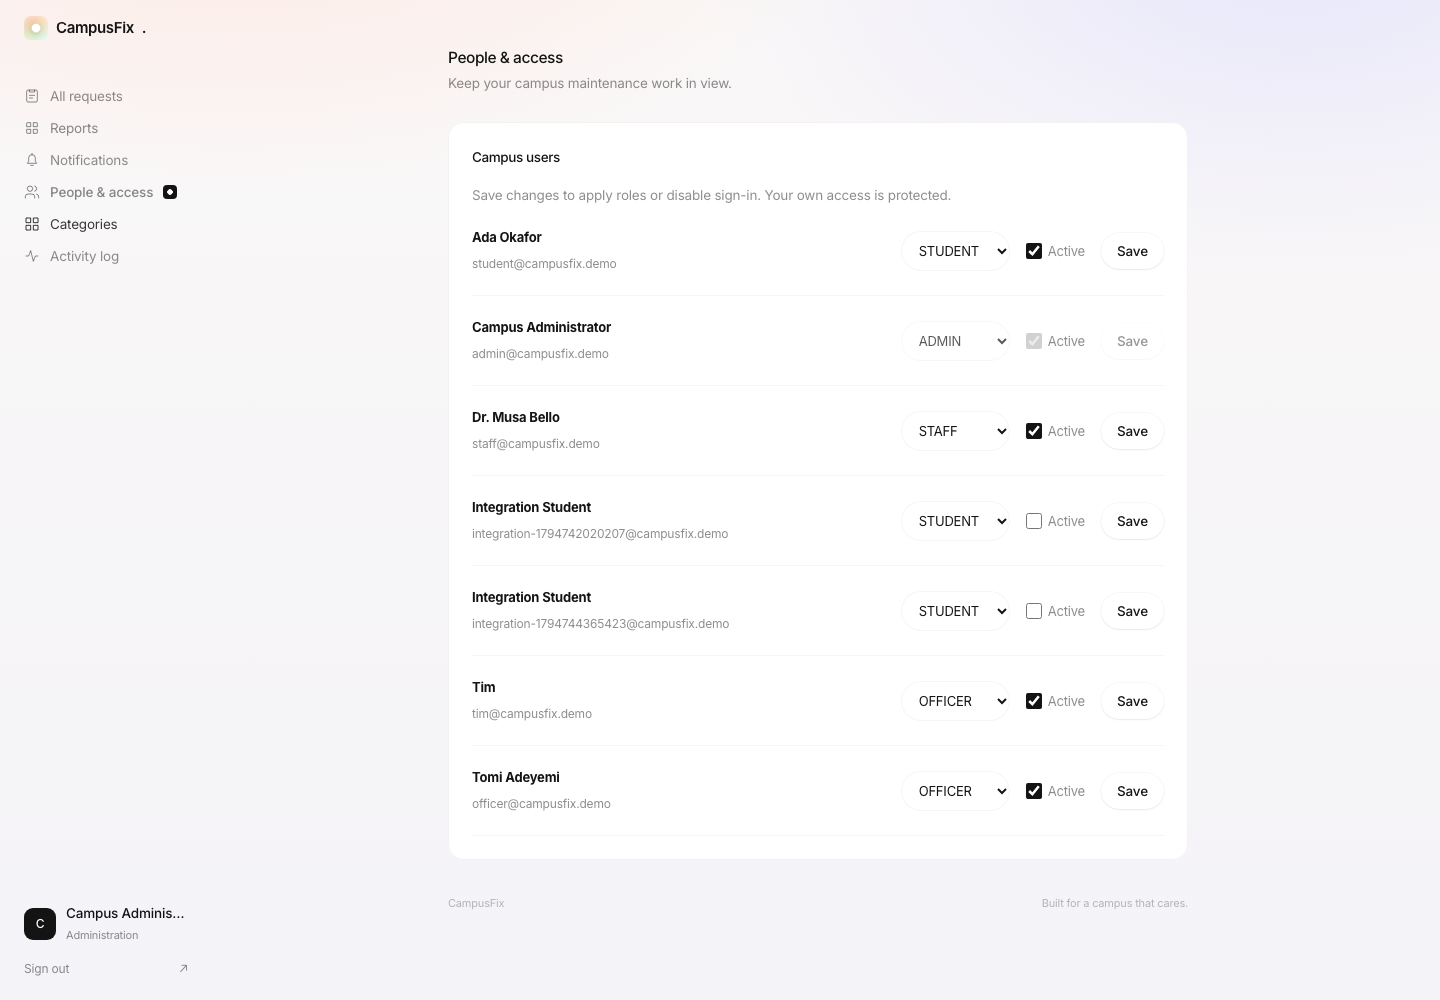 CampusFix .
All requests
Reports
Notifications
People & access
Categories
Activity log
People & access
Keep your campus maintenance work in view.
Campus users
Save changes to apply roles or disable sign-in. Your own access is protected.
Ada Okafor
student@campusfix.demo
STUDENT Active Save
Campus Administrator
admin@campusfix.demo
ADMIN Active Save
Dr. Musa Bello
staff@campusfix.demo
STAFF Active Save
Integration Student
integration-1794742020207@campusfix.demo
STUDENT Active Save
Integration Student
integration-1794744365423@campusfix.demo
STUDENT Active Save
Tim
tim@campusfix.demo
OFFICER Active Save
Tomi Adeyemi
officer@campusfix.demo
OFFICER Active Save
C
Campus Adminis...
Administration
Sign out
CampusFix
Built for a campus that cares.